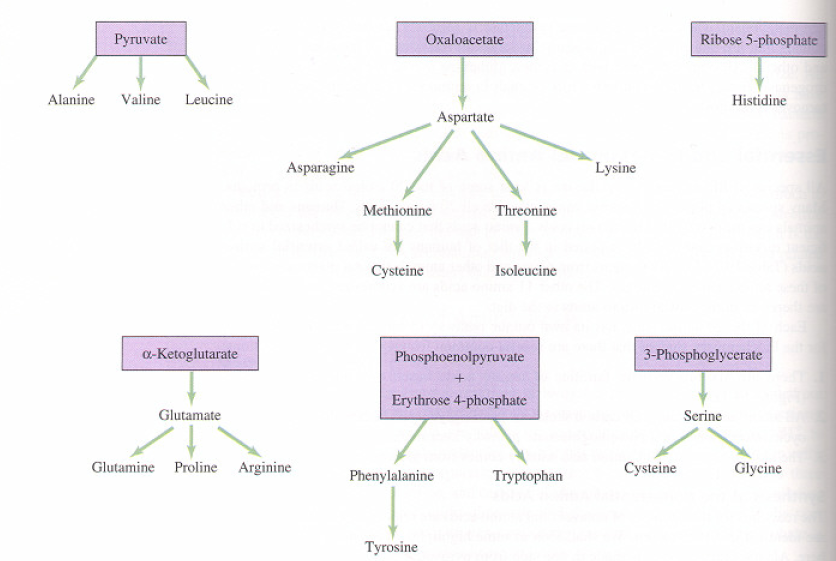 Pyruvate
Oxaloacetate
Ribose 5-phosphate
Alanine
Valine
Leucine
Histidine
Aspartate
Asparagine
Lysine
Methionine
Threonine
Cysteine
Isoleucine
α-Ketoglutarate
Phosphoenolpyruvate
+
Erythrose 4-phosphate
3-Phosphoglycerate
Glutamate
Serine
Glutamine
Proline
Arginine
Phenylalanine
Tryptophan
Cysteine
Glycine
Tyrosine